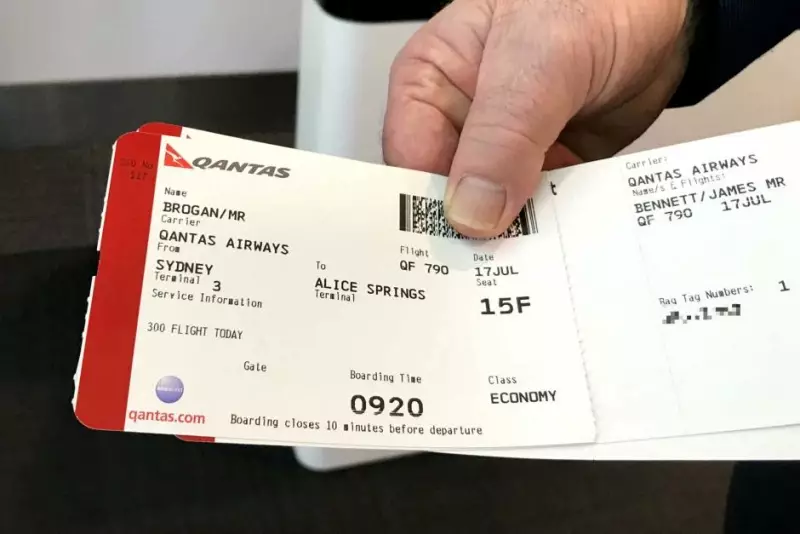 QANTAS
Name
BROGAN/MR
Carrier
QANTAS AIRWAYS
From
SYDNEY
Terminal 3
Service Information
300 FLIGHT TODAY
To
ALICE SPRINGS
Terminal
Flight
QF 790
Date
17JUL
Seat
15F
Gate
Boarding Time
0920
Class
ECONOMY
qantas.com
Boarding closes 10 minutes before departure
Carrier:
QANTAS AIRWAYS
Name/s & Flights:
BENNETT/JAMES MR
QF 790 17JUL
Bag Tag Numbers: 1